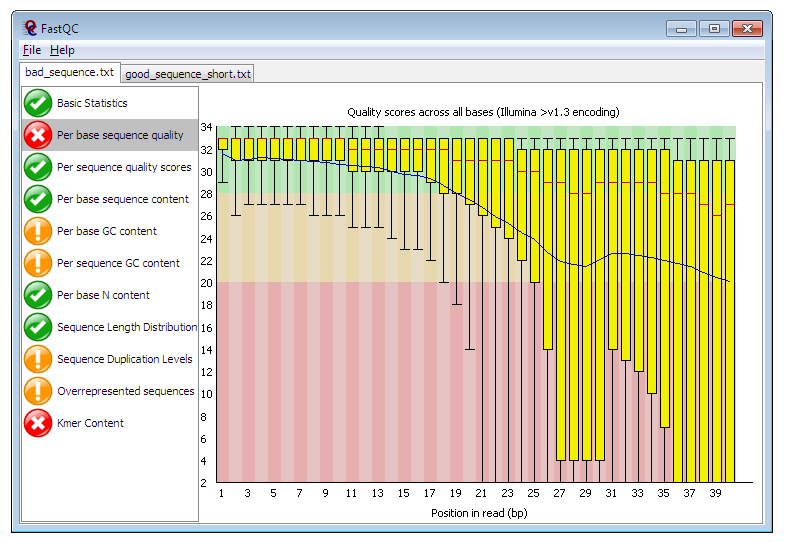 FastQC
File Help
bad_sequence.txt good_sequence_short.txt
Basic Statistics
Per base sequence quality
Per sequence quality scores
Per base sequence content
Per base GC content
Per sequence GC content
Per base N content
Sequence Length Distribution
Sequence Duplication Levels
Overrepresented sequences
Kmer Content
Quality scores across all bases (Illumina >v1.3 encoding)
34
32
30
28
26
24
22
20
18
16
14
12
10
8
6
4
2
1 3 5 7 9 11 13 15 17 19 21 23 25 27 29 31 33 35 37 39
Position in read (bp)